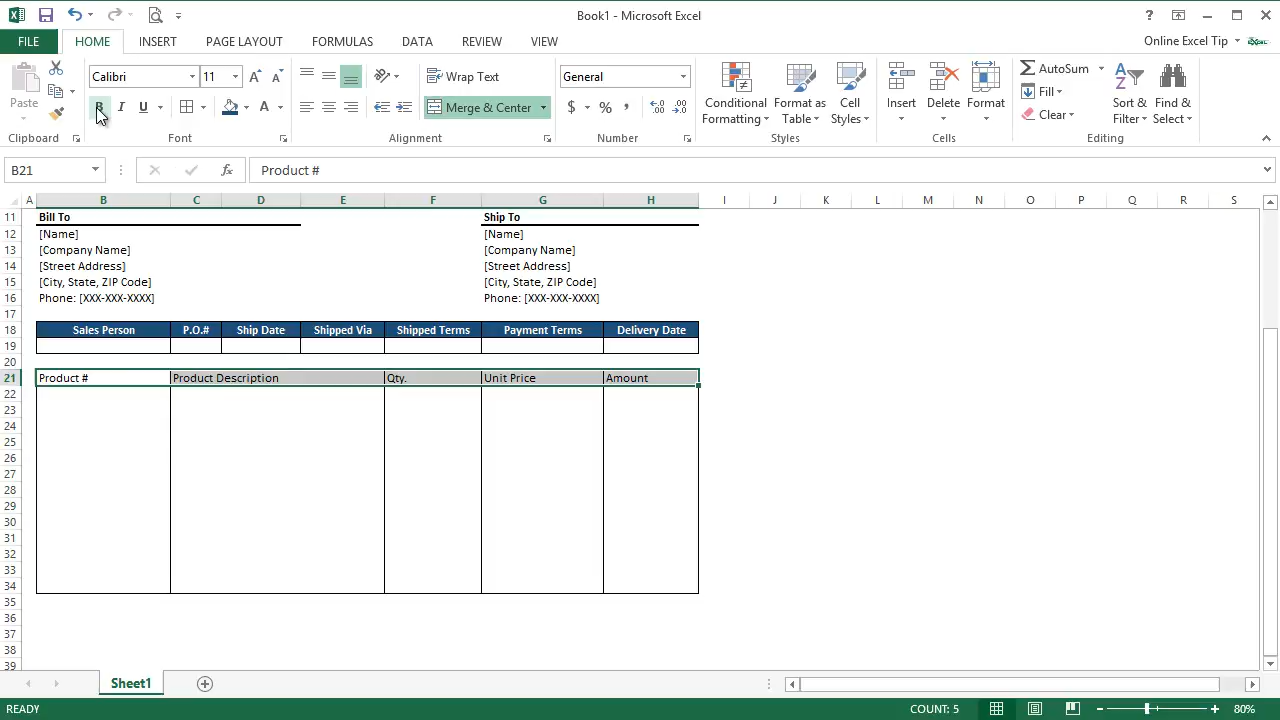 Book1 - Microsoft Excel
?
FILE HOME INSERT PAGE LAYOUT FORMULAS DATA REVIEW VIEW Online Excel Tip
Paste
Calibri 11
B I U A
Wrap Text
Merge & Center
General
$ % ,
Conditional Formatting
Format as Table
Cell Styles
Insert
Delete
Format
AutoSum
Fill
Clear
Sort & Filter
Find & Select
Clipboard Font Alignment Number Styles Cells Editing
B21 fx Product #
A B C D E F G H I J K L M N O P Q R S
11 Bill To Ship To
12 [Name] [Name]
13 [Company Name] [Company Name]
14 [Street Address] [Street Address]
15 [City, State, ZIP Code] [City, State, ZIP Code]
16 Phone: [XXX-XXX-XXXX] Phone: [XXX-XXX-XXXX]
17
18 Sales Person P.O.# Ship Date Shipped Via Shipped Terms Payment Terms Delivery Date
19
20
21 Product # Product Description Qty. Unit Price Amount
22
23
24
25
26
27
28
29
30
31
32
33
34
35
36
37
38
39
Sheet1
READY COUNT: 5 80%